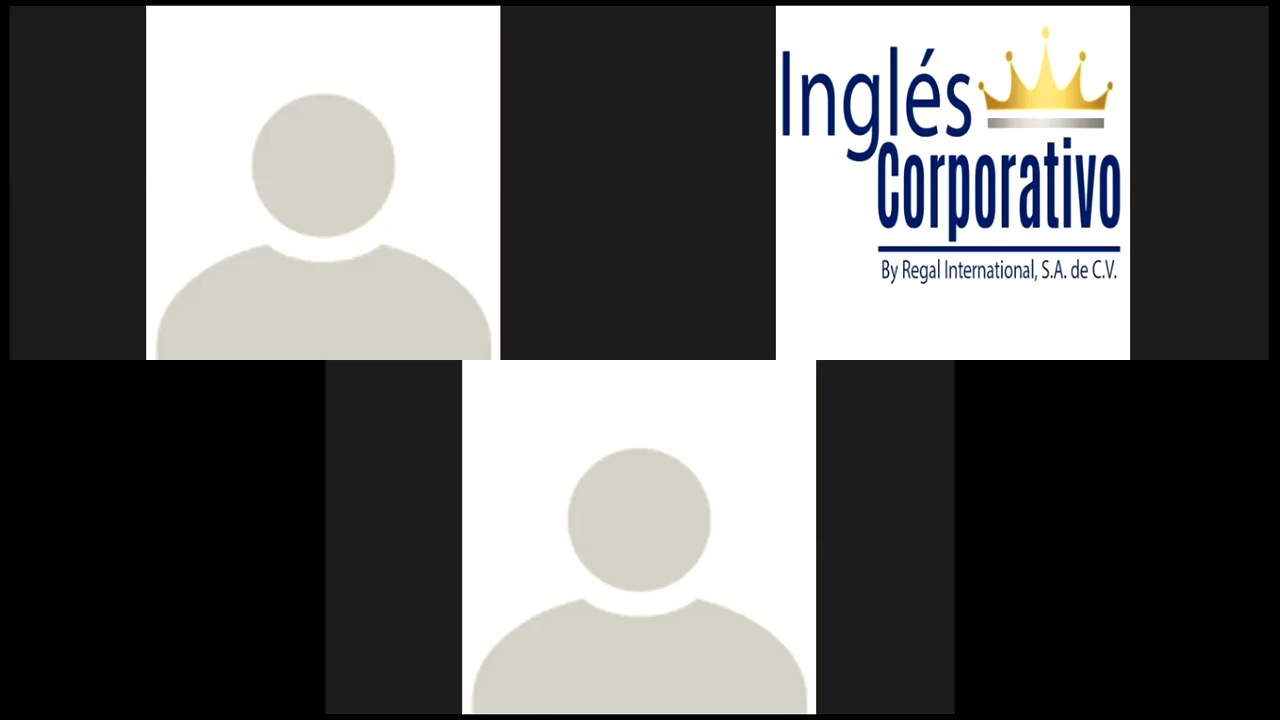 Inglés
Corporativo
By Regal International, S.A. de C.V.